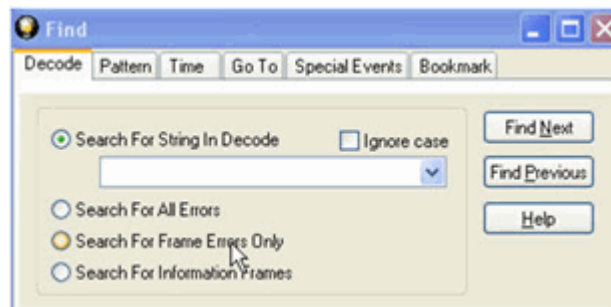 Find
Decode Pattern Time Go To Special Events Bookmark
Search For String In Decode Ignore case Find Next
Find Previous
Search For All Errors
Search For Frame Errors Only Help
Search For Information Frames